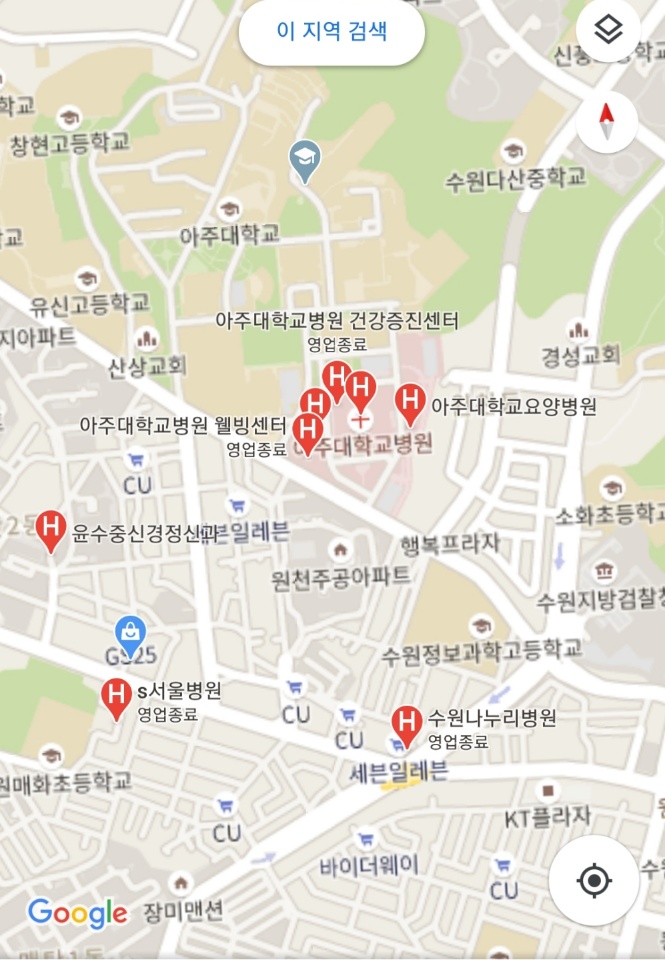 이 지역 검색
학교
창현고등학교
수원다산중학교
아주대학교
교
유신고등학교
지아파트
산상교회
아주대학교병원 건강증진센터
영업종료
경성교회
아주대학교요양병원
아주대학교병원 웰빙센터
영업종료
아주대학교병원
CU
세븐일레븐
윤수중신경정신과
소화초등학교
행복프라자
원천주공아파트
수원지방검찰청
수원정보과학고등학교
GS25
s서울병원
영업종료
CU
CU
수원나누리병원
영업종료
세븐일레븐
원매화초등학교
KT플라자
CU
바이더웨이
CU
Google
장미맨션